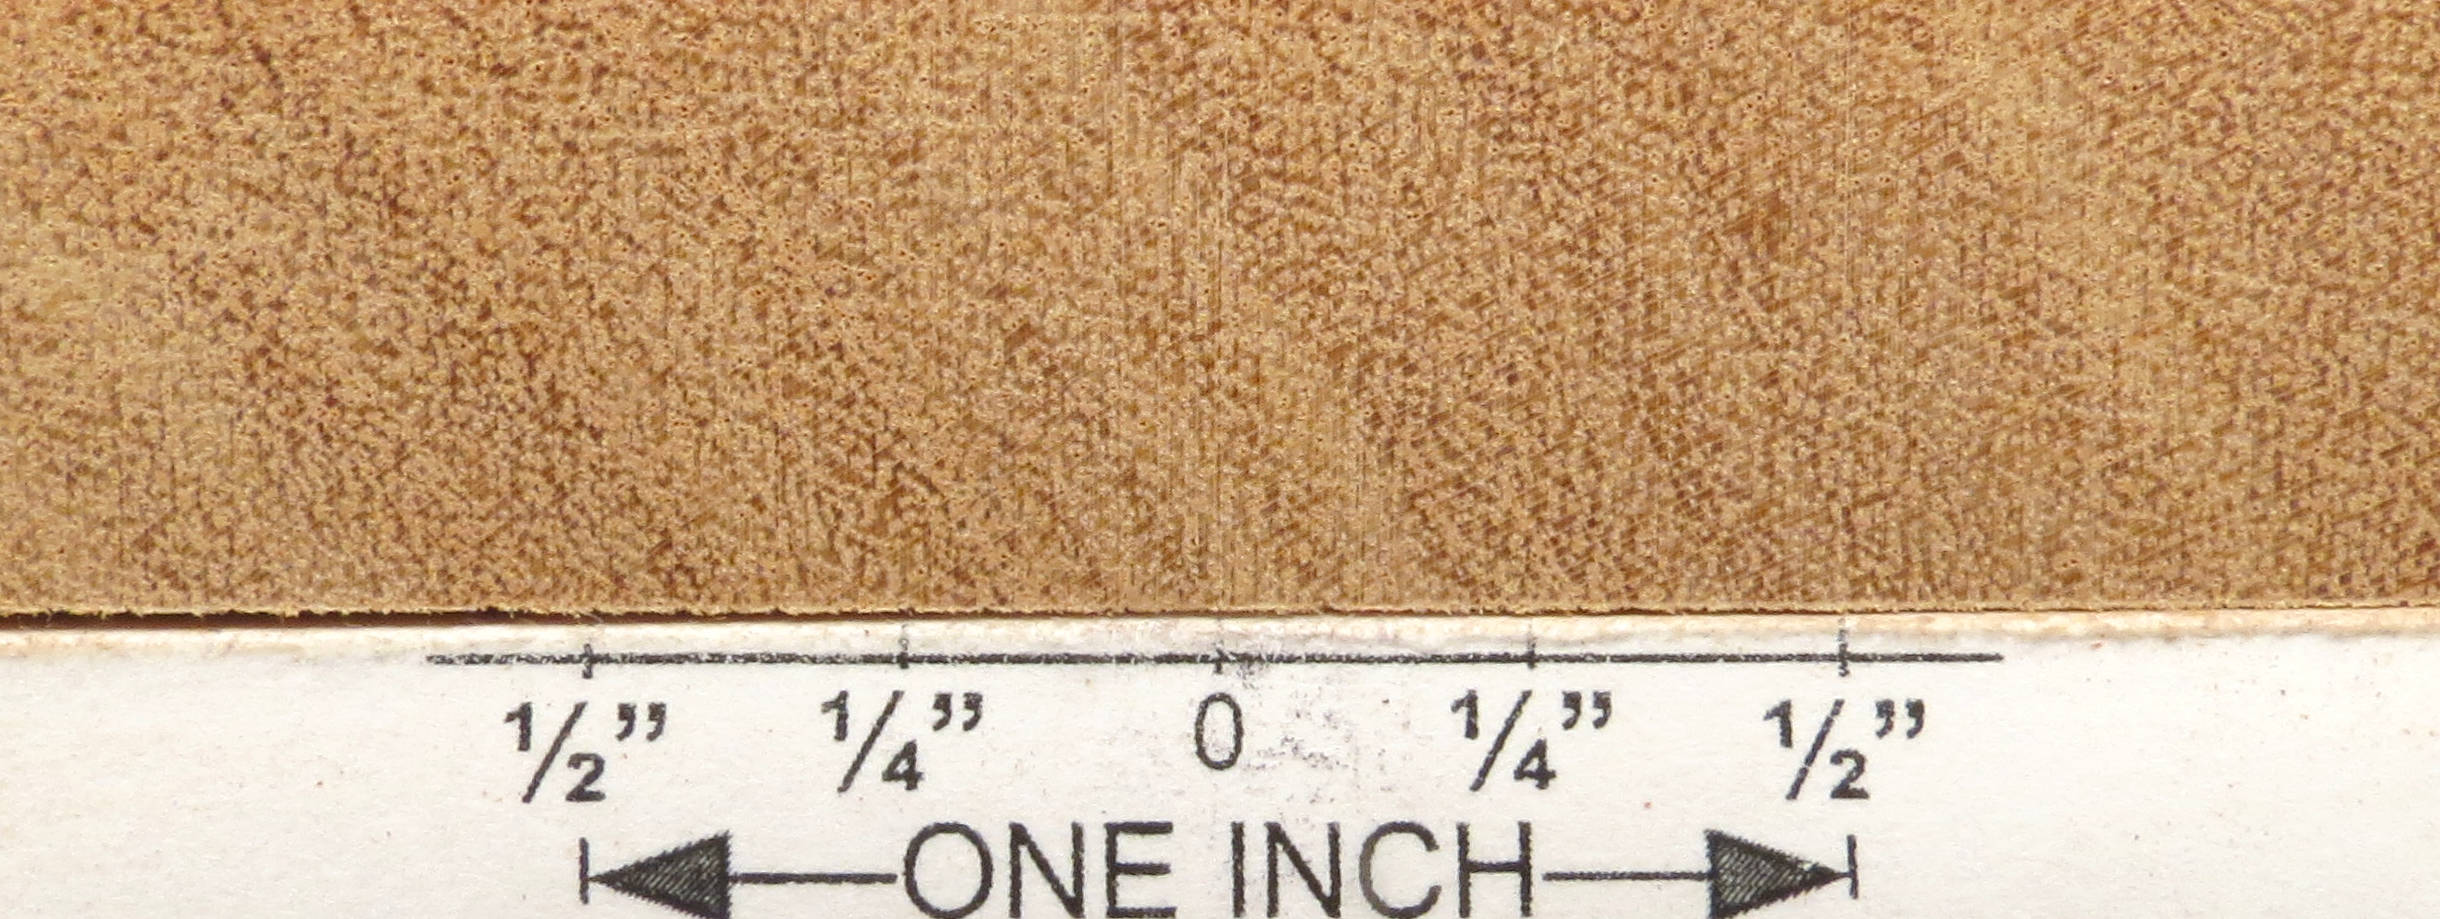 1/2” 1/4” 0 1/4” 1/2”
ONE INCH